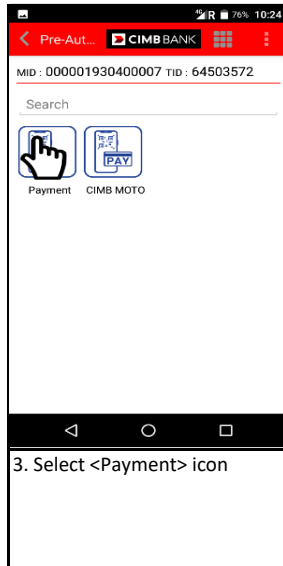 4G R 76% 10:24
Pre-Aut... CIMB BANK
MID : 000001930400007 TID : 64503572
Search
PAY
Payment CIMB MOTO
3. Select <Payment> icon